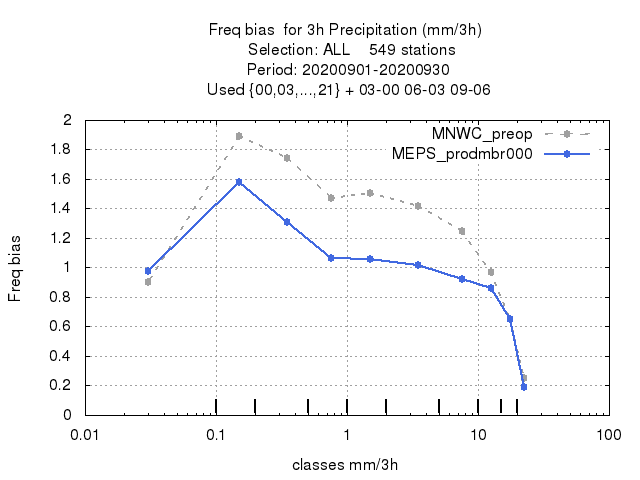 Freq bias  for 3h Precipitation (mm/3h)
Selection: ALL    549 stations
Period: 20200901-20200930
Used {00,03,...,21} + 03-00 06-03 09-06
MNWC_preop
MEPS_prodmbr000
2
1.8
1.6
1.4
1.2
1
0.8
0.6
0.4
0.2
0
Freq bias
0.01 0.1 1 10 100
classes mm/3h